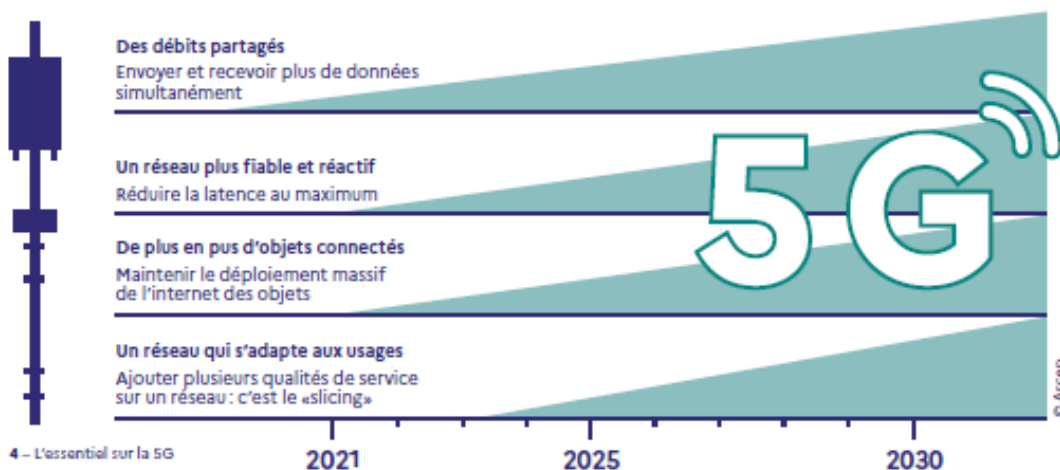 Des débits partagés
Envoyer et recevoir plus de données
simultanément
Un réseau plus fiable et réactif
Réduire la latence au maximum
5G
De plus en pus d'objets connectés
Maintenir le déploiement massif
de l'internet des objets
Un réseau qui s'adapte aux usages
Ajouter plusieurs qualités de service
sur un réseau : c'est le «slicing»
© Arcep
4 – L'essentiel sur la 5G
2021 2025 2030